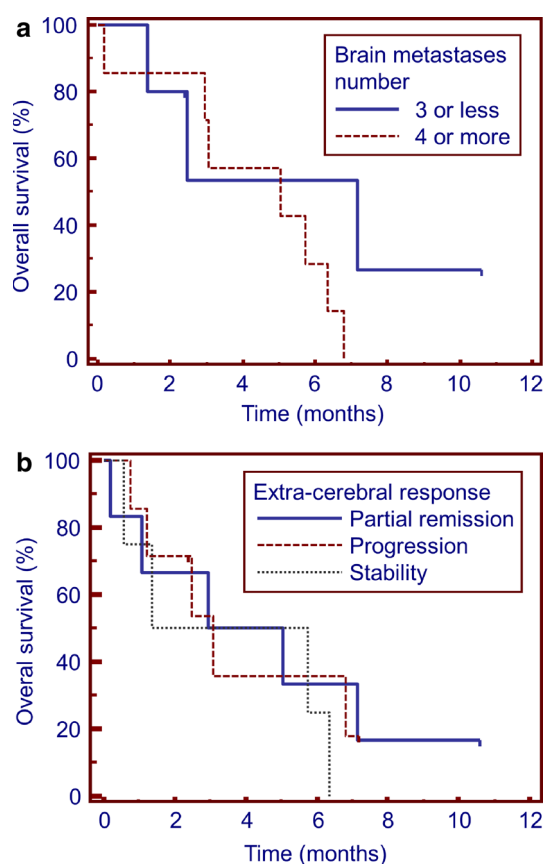 a
Brain metastases
number
3 or less
4 or more
Overall survival (%)
100
80
60
40
20
0
0 2 4 6 8 10 12
Time (months)
b
Extra-cerebral response
Partial remission
Progression
Stability
Overal survival (%)
100
80
60
40
20
0
0 2 4 6 8 10 12
Time (months)